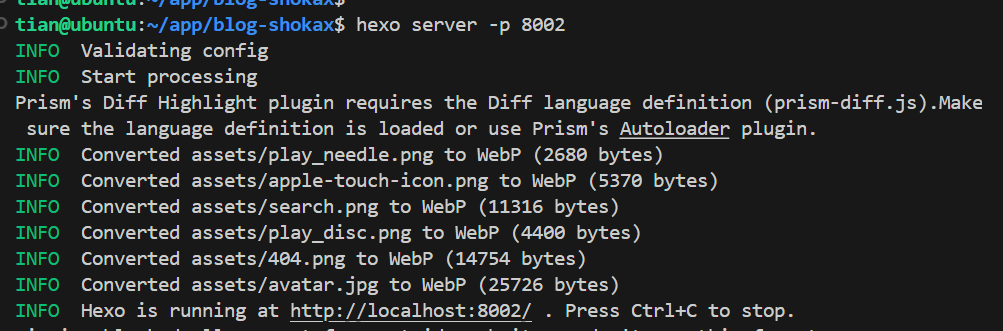 tian@ubuntu:~/app/blog-shokax$
tian@ubuntu:~/app/blog-shokax$ hexo server -p 8002
INFO  Validating config
INFO  Start processing
Prism's Diff Highlight plugin requires the Diff language definition (prism-diff.js).Make
 sure the language definition is loaded or use Prism's Autoloader plugin.
INFO  Converted assets/play_needle.png to WebP (2680 bytes)
INFO  Converted assets/apple-touch-icon.png to WebP (5370 bytes)
INFO  Converted assets/search.png to WebP (11316 bytes)
INFO  Converted assets/play_disc.png to WebP (4400 bytes)
INFO  Converted assets/404.png to WebP (14754 bytes)
INFO  Converted assets/avatar.jpg to WebP (25726 bytes)
INFO  Hexo is running at http://localhost:8002/ . Press Ctrl+C to stop.